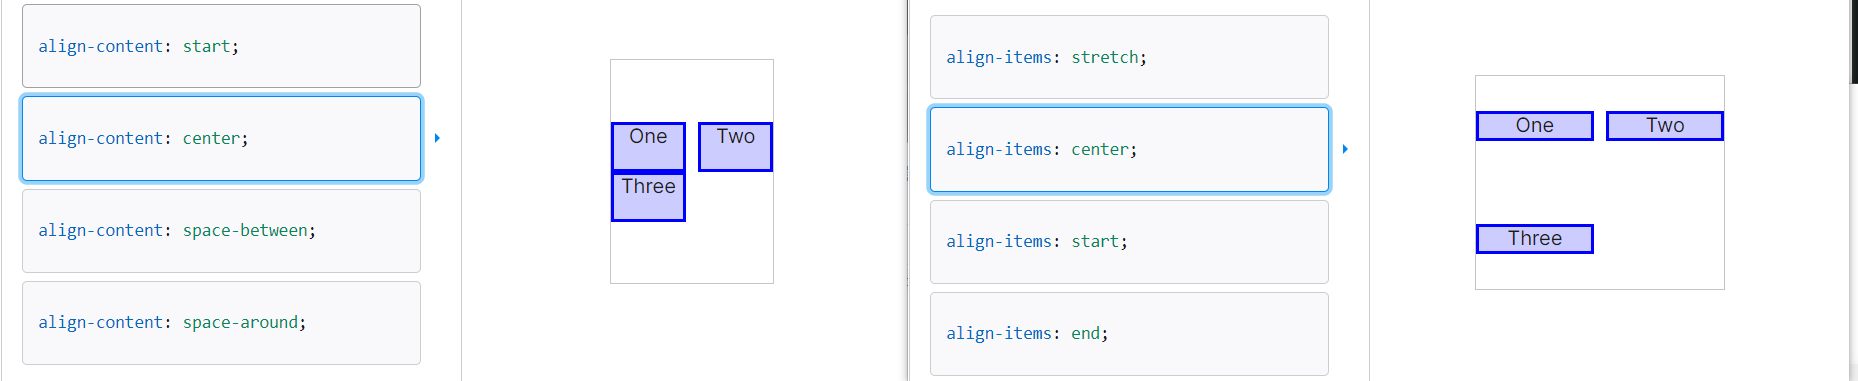 align-content: start;
align-content: center;
align-content: space-between;
align-content: space-around;
One
Two
Three
align-items: stretch;
align-items: center;
align-items: start;
align-items: end;
One
Two
Three